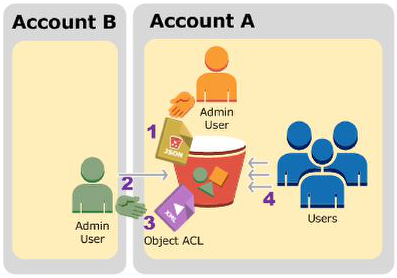 Account B
Account A
Admin
User
1
JSON
2
4
Users
Admin
User
3
XML
Object ACL